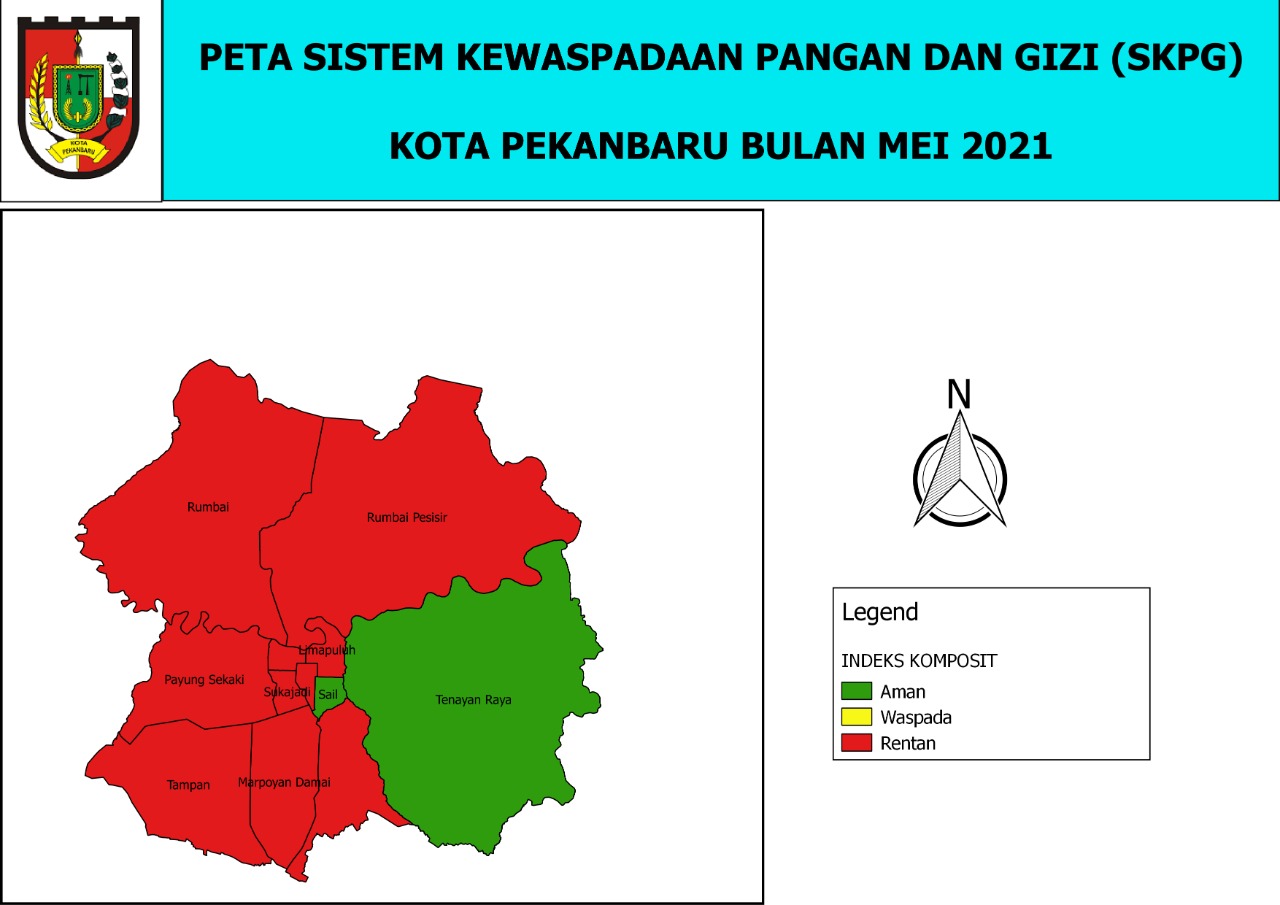 PETA SISTEM KEWASPADAAN PANGAN DAN GIZI (SKPG)
KOTA PEKANBARU BULAN MEI 2021
KOTA
PEKANBARU
N
Rumbai
Rumbai Pesisir
Limapuluh
Payung Sekaki
Sukajadi
Sail
Tenayan Raya
Tampan
Marpoyan Damai
Legend
INDEKS KOMPOSIT
Aman
Waspada
Rentan